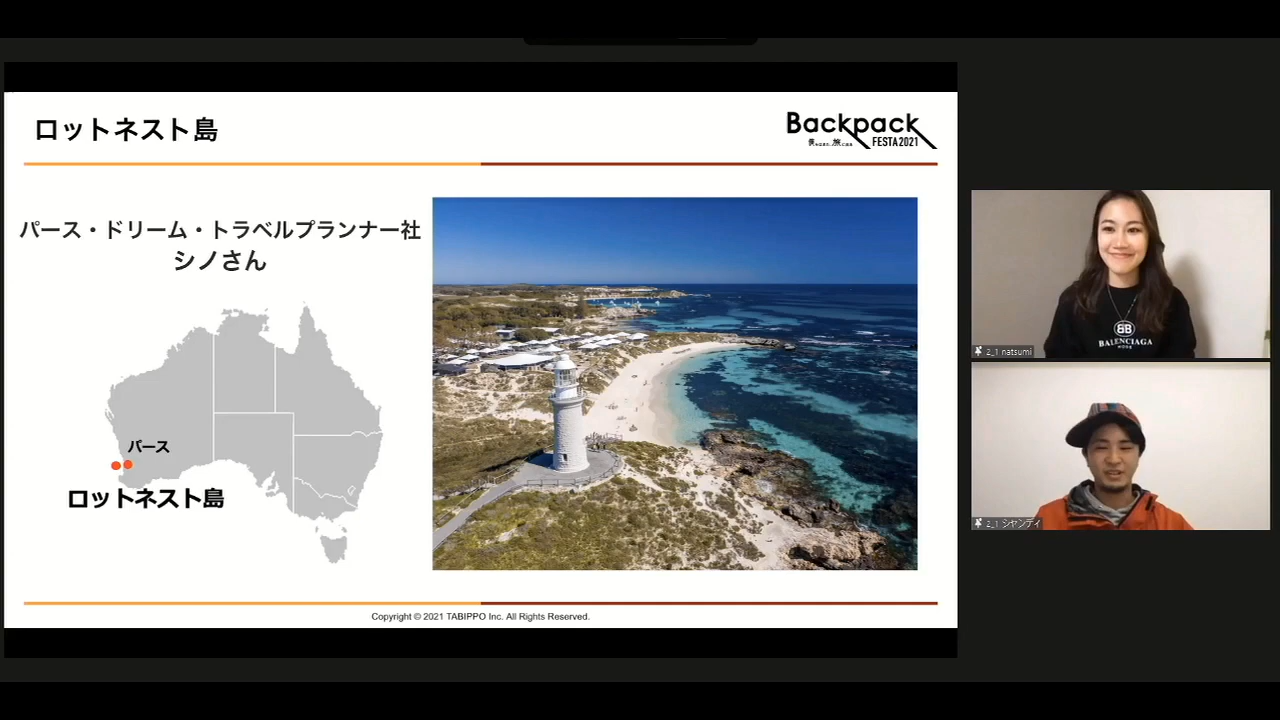 ロットネスト島
Backpack
FESTA2021
パース・ドリーム・トラベルプランナー社
シノさん
パース
ロットネスト島
Copyright © 2021 TABIPPO Inc. All Rights Reserved.
BB
BALENCIAGA
2_1 natsumi
2_1 シャンディ